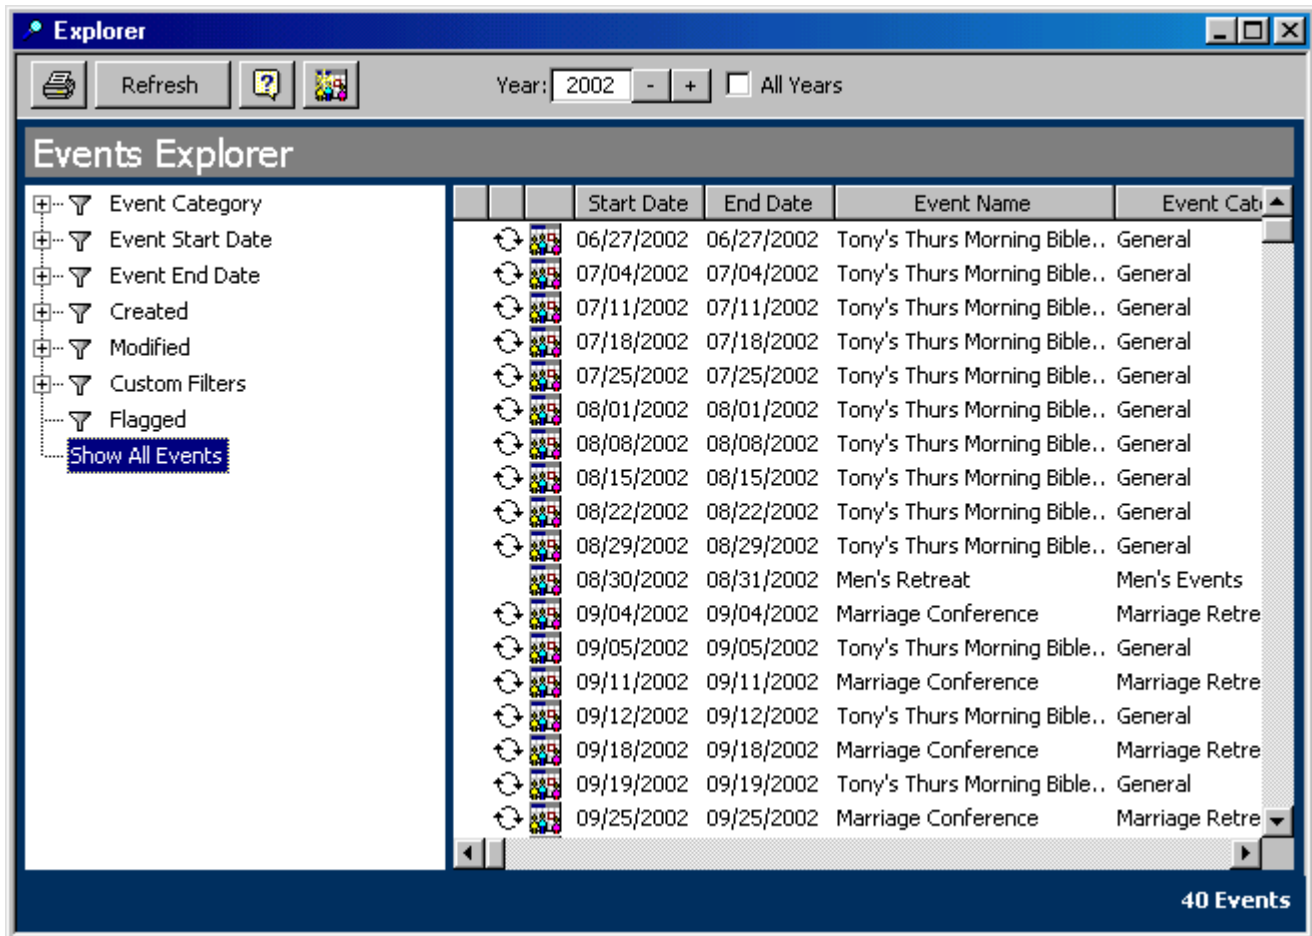 Explorer
Refresh Year: 2002 - + All Years
Events Explorer
Event Category
Event Start Date
Event End Date
Created
Modified
Custom Filters
Flagged
Show All Events
Start Date End Date Event Name Event Cat
06/27/2002 06/27/2002 Tony's Thurs Morning Bible.. General
07/04/2002 07/04/2002 Tony's Thurs Morning Bible.. General
07/11/2002 07/11/2002 Tony's Thurs Morning Bible.. General
07/18/2002 07/18/2002 Tony's Thurs Morning Bible.. General
07/25/2002 07/25/2002 Tony's Thurs Morning Bible.. General
08/01/2002 08/01/2002 Tony's Thurs Morning Bible.. General
08/08/2002 08/08/2002 Tony's Thurs Morning Bible.. General
08/15/2002 08/15/2002 Tony's Thurs Morning Bible.. General
08/22/2002 08/22/2002 Tony's Thurs Morning Bible.. General
08/29/2002 08/29/2002 Tony's Thurs Morning Bible.. General
08/30/2002 08/31/2002 Men's Retreat Men's Events
09/04/2002 09/04/2002 Marriage Conference Marriage Retre
09/05/2002 09/05/2002 Tony's Thurs Morning Bible.. General
09/11/2002 09/11/2002 Marriage Conference Marriage Retre
09/12/2002 09/12/2002 Tony's Thurs Morning Bible.. General
09/18/2002 09/18/2002 Marriage Conference Marriage Retre
09/19/2002 09/19/2002 Tony's Thurs Morning Bible.. General
09/25/2002 09/25/2002 Marriage Conference Marriage Retre
40 Events